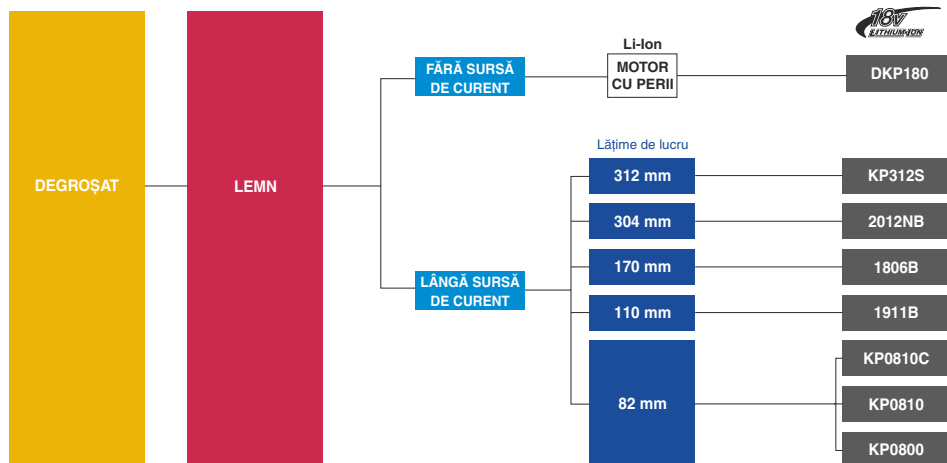 18V
LITHIUM-ION
DEGROȘAT
LEMN
FĂRĂ SURSĂ
DE CURENT
Li-Ion
MOTOR
CU PERII
DKP180
LÂNGĂ SURSĂ
DE CURENT
Lățime de lucru
312 mm
KP312S
304 mm
2012NB
170 mm
1806B
110 mm
1911B
82 mm
KP0810C
KP0810
KP0800